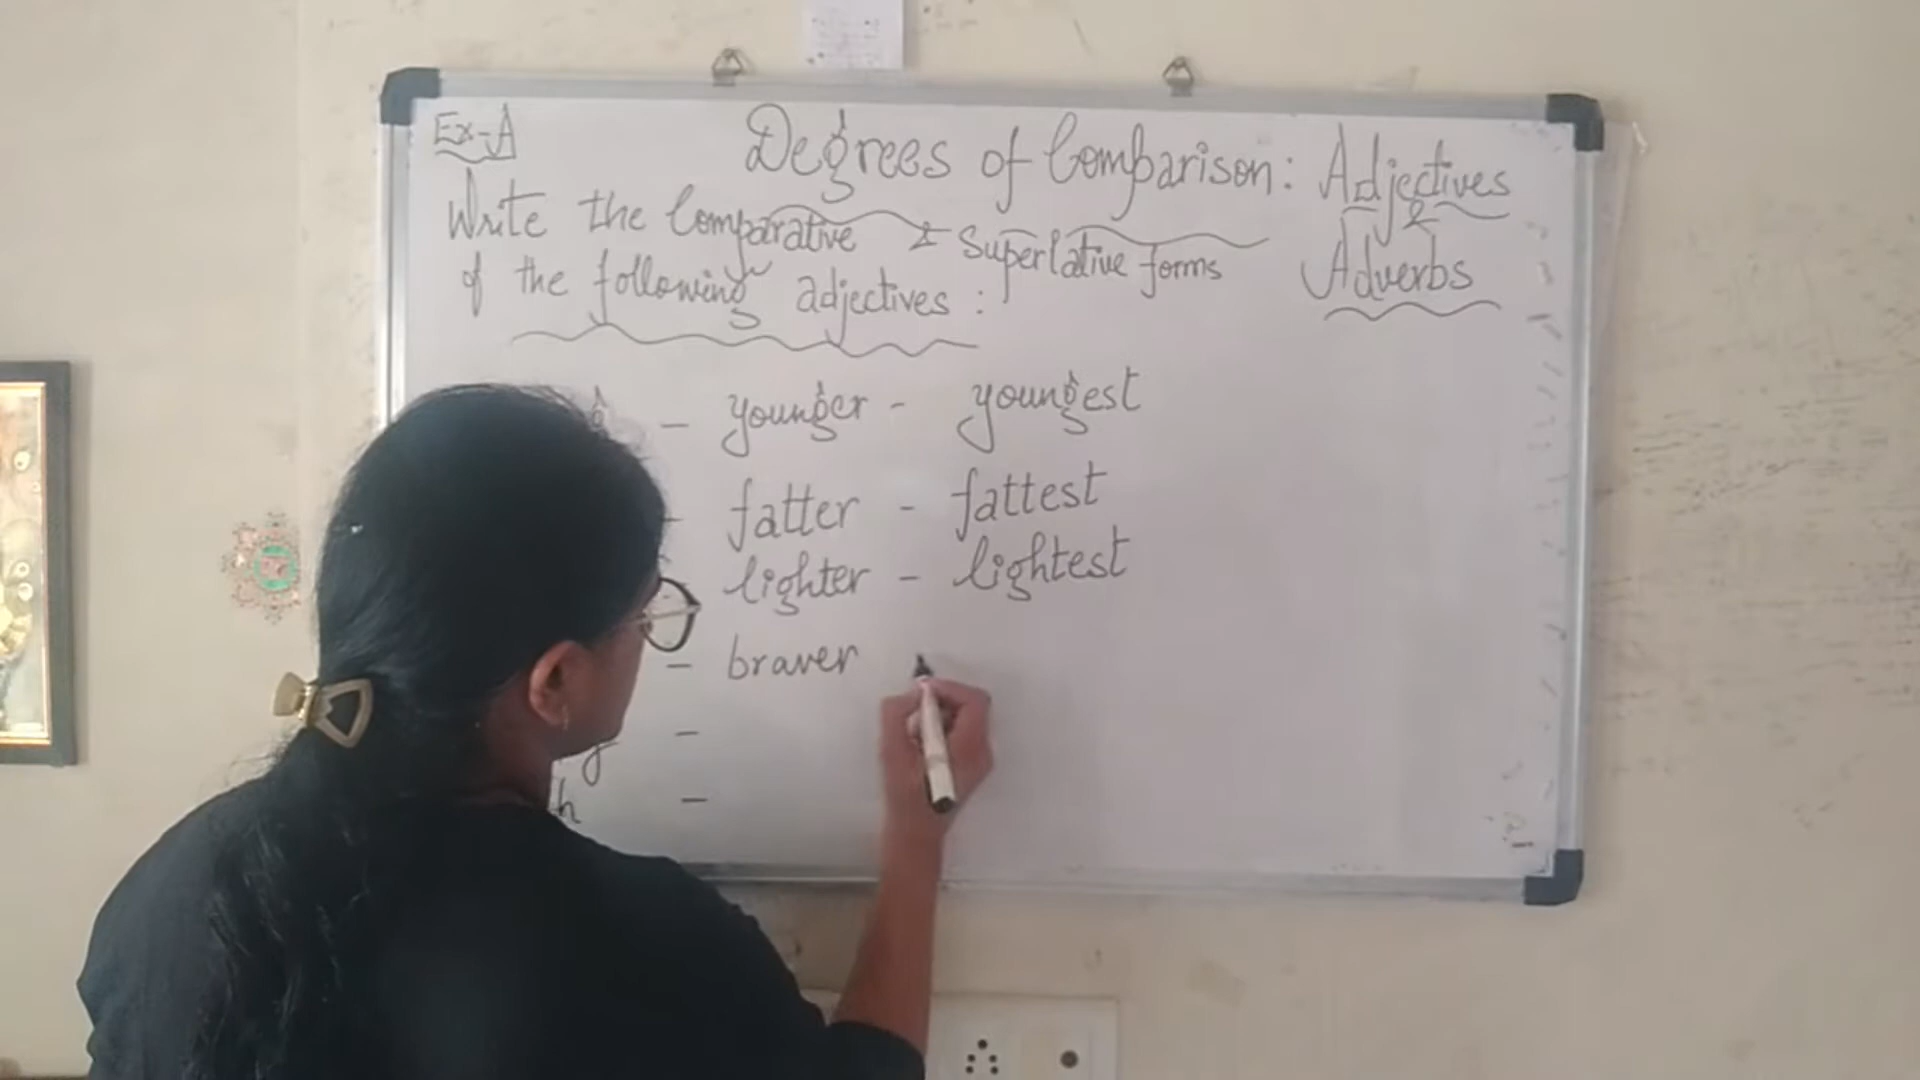 Ex-A
Degrees of Comparison: Adjectives
&
Adverbs
Write the Comparative & Superlative forms
of the following adjectives :
g - younger - youngest
- fatter - fattest
lighter - lightest
- braver
y -
h -